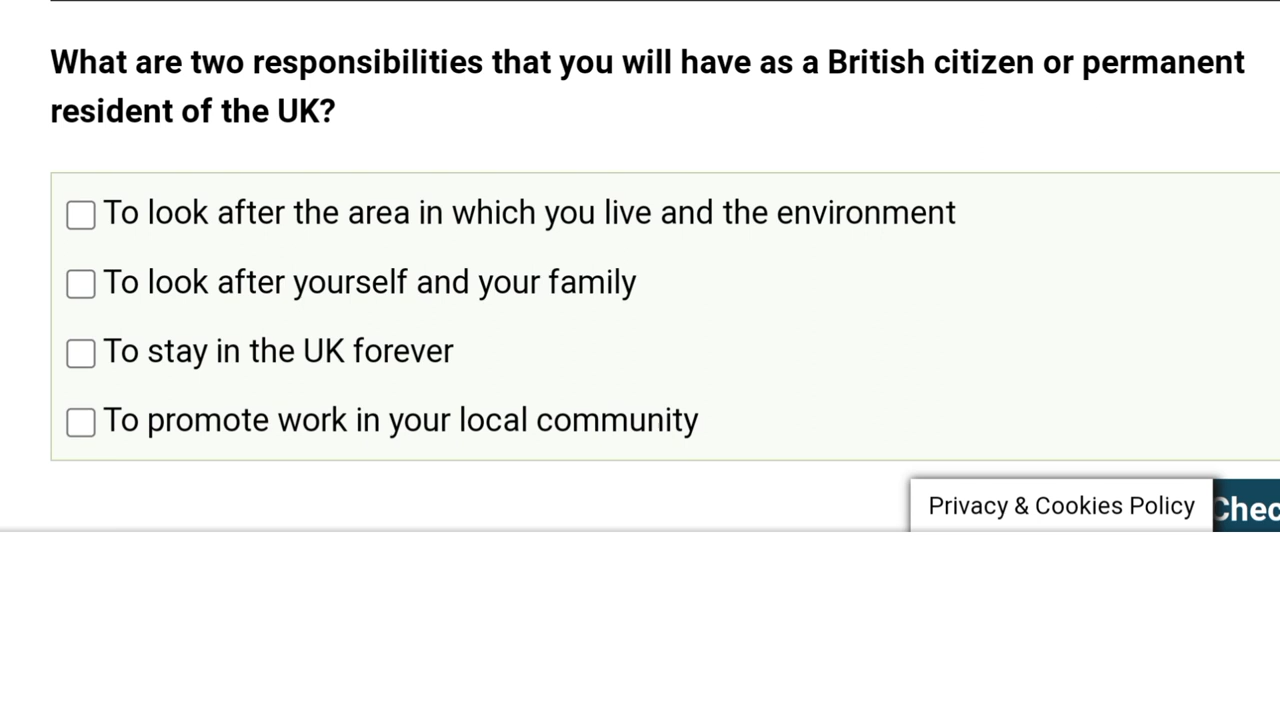 What are two responsibilities that you will have as a British citizen or permanent
resident of the UK?
To look after the area in which you live and the environment
To look after yourself and your family
To stay in the UK forever
To promote work in your local community
Privacy & Cookies Policy